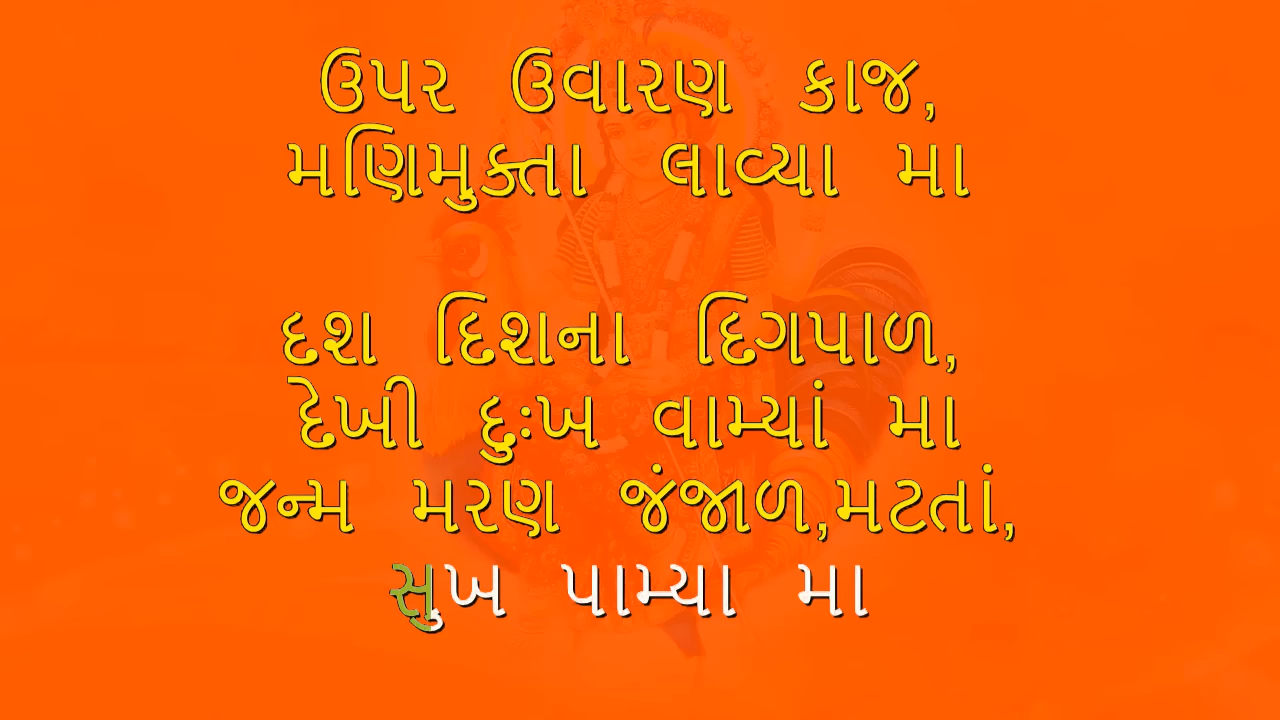 ઉપર ઉવારણ કાજ,
મણિમુક્તા લાવ્યા મા
દશ દિશના દિગપાળ,
દેખી દુઃખ વામ્યાં મા
જન્મ મરણ જંજાળ,મટતાં,
સુખ પામ્યા મા